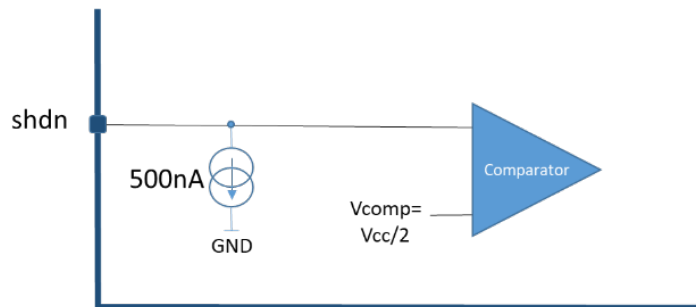 shdn
500nA
Comparator
Vcomp=
Vcc/2
GND